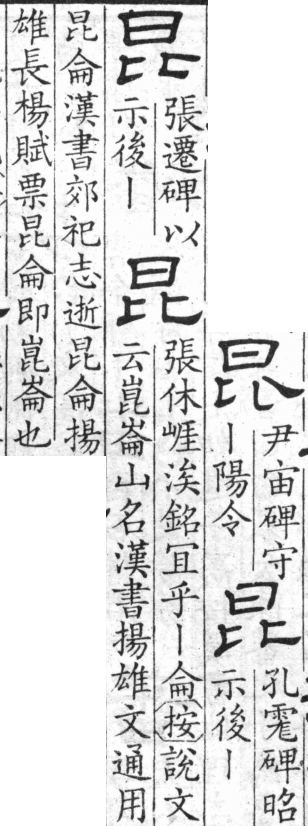 昆
尹宙碑守
丨陽令
昆
孔碑昭
示後丨
昆
張遷碑以
示後丨
昆
張休崕涘銘冝乎丨侖按說文
云崑崙山名漢書揚雄文通用
昆侖漢書郊祀志逝昆侖揚
雄長楊賦票昆侖即崑崙也